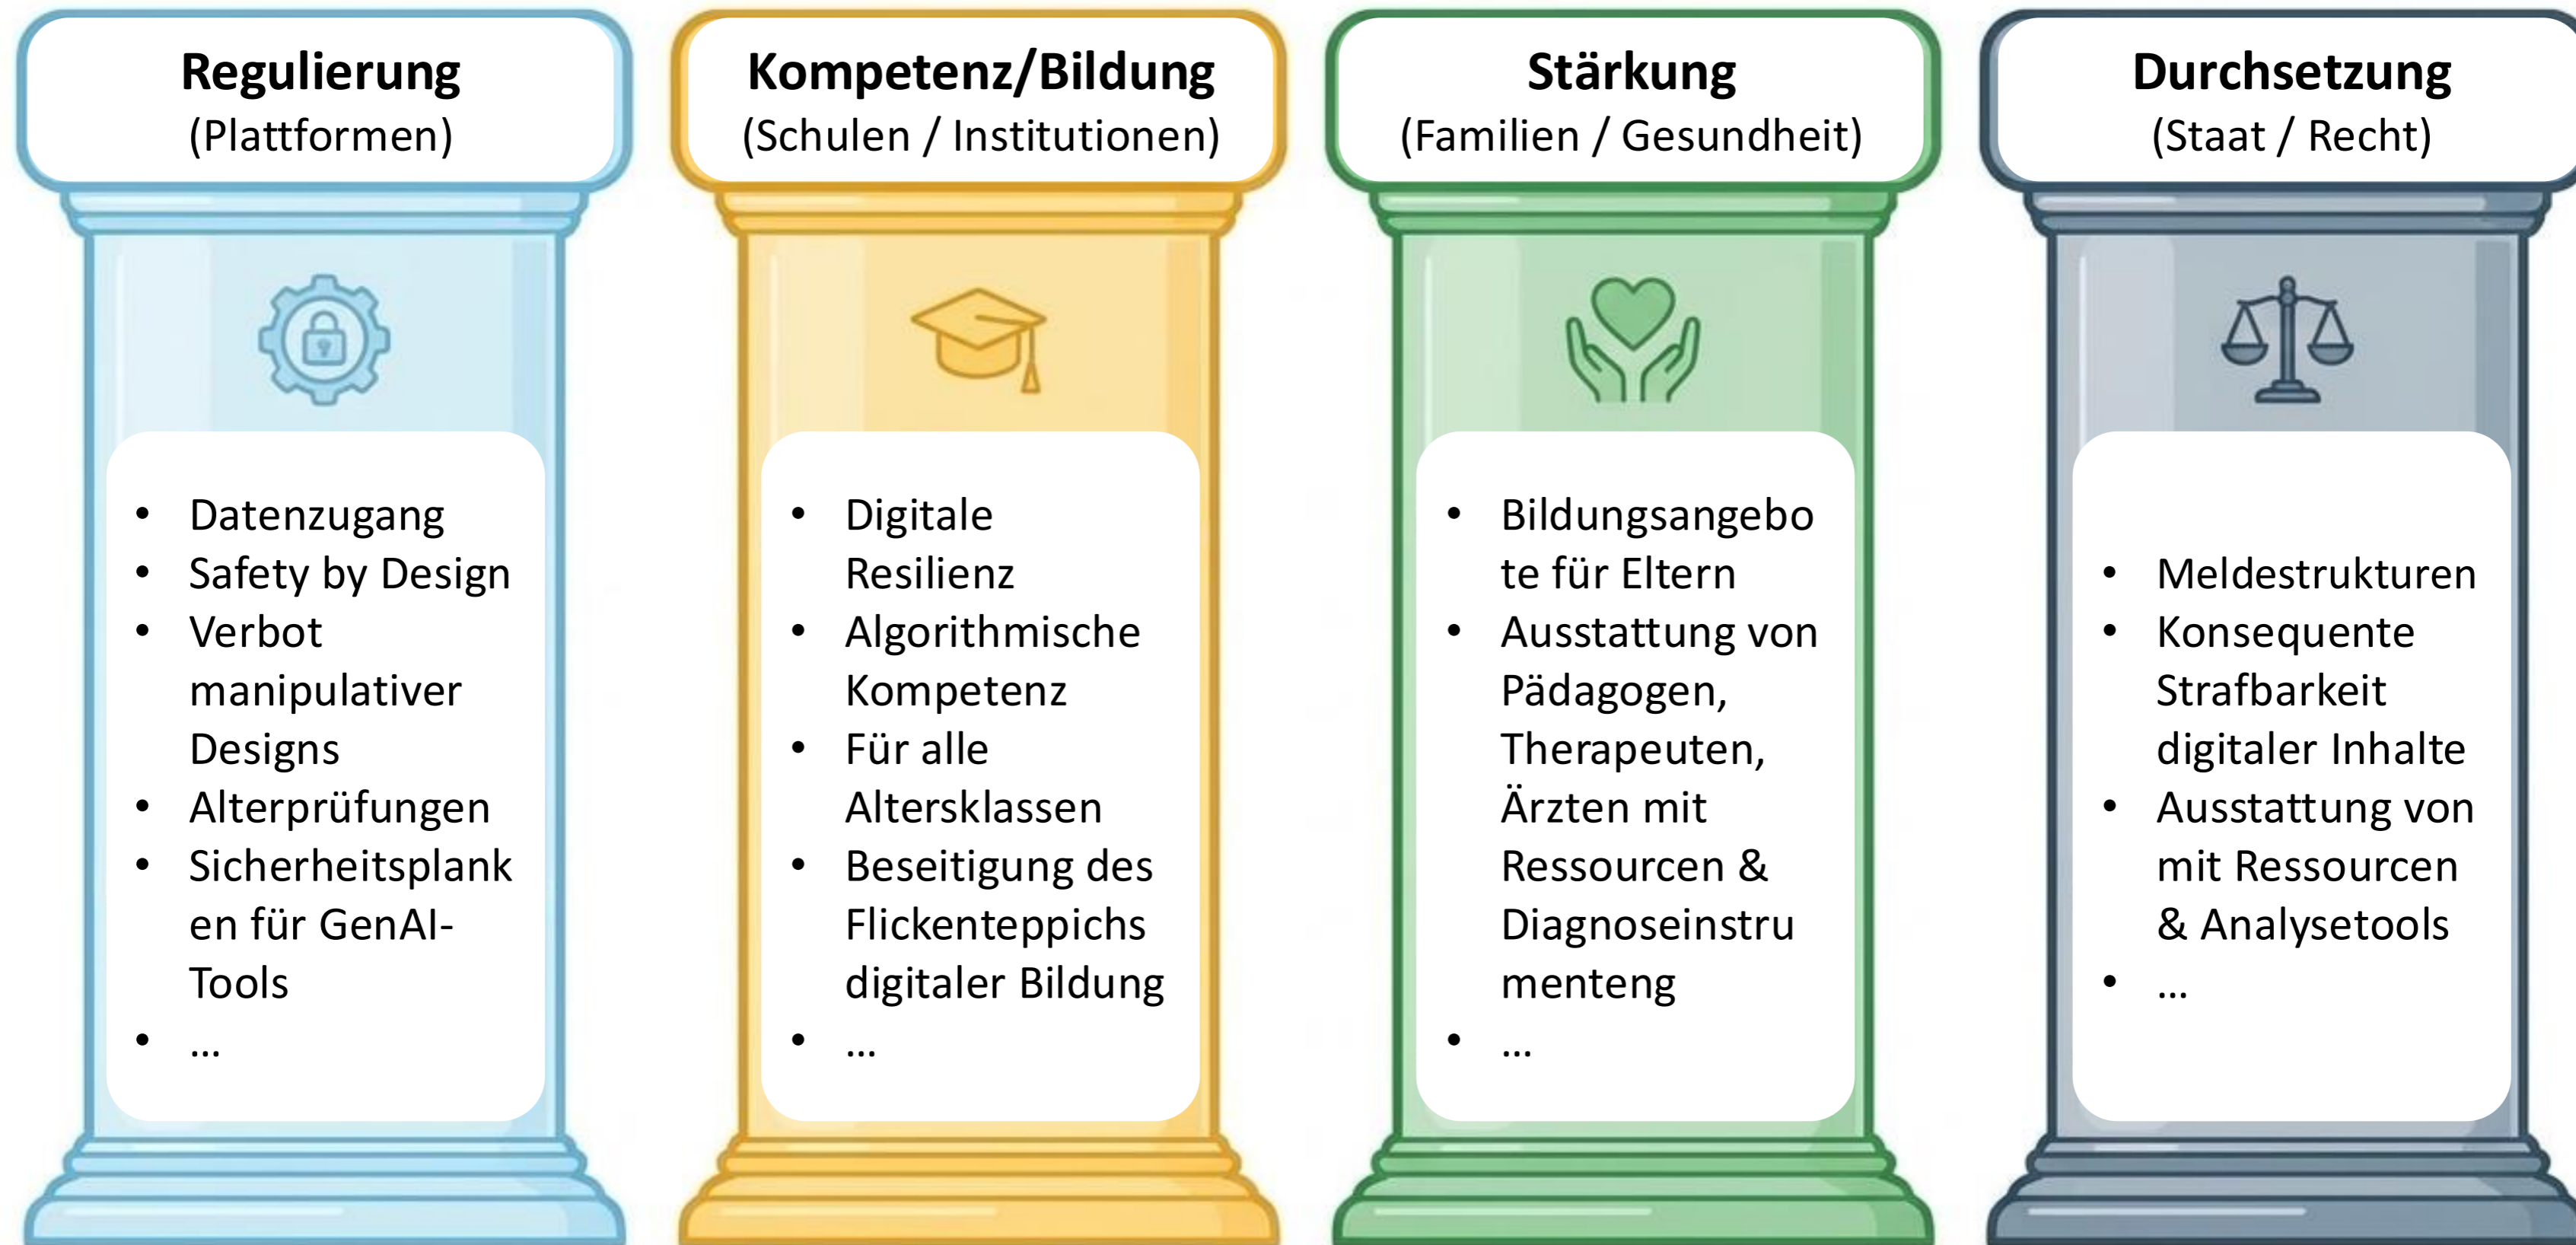 Regulierung
(Plattformen)
• Datenzugang
• Safety by Design
• Verbot
manipulativer
Designs
• Alterprüfungen
• Sicherheitsplank
en für GenAI-
Tools
• ...
Kompetenz/Bildung
(Schulen / Institutionen)
• Digitale
Resilienz
• Algorithmische
Kompetenz
• Für alle
Altersklassen
• Beseitigung des
Flickenteppichs
digitaler Bildung
• ...
Stärkung
(Familien / Gesundheit)
• Bildungsangebo
te für Eltern
• Ausstattung von
Pädagogen,
Therapeuten,
Ärzten mit
Ressourcen &
Diagnoseinstru
menteng
• ...
Durchsetzung
(Staat / Recht)
• Meldestrukturen
• Konsequente
Strafbarkeit
digitaler Inhalte
• Ausstattung von
mit Ressourcen
& Analysetools
• ...